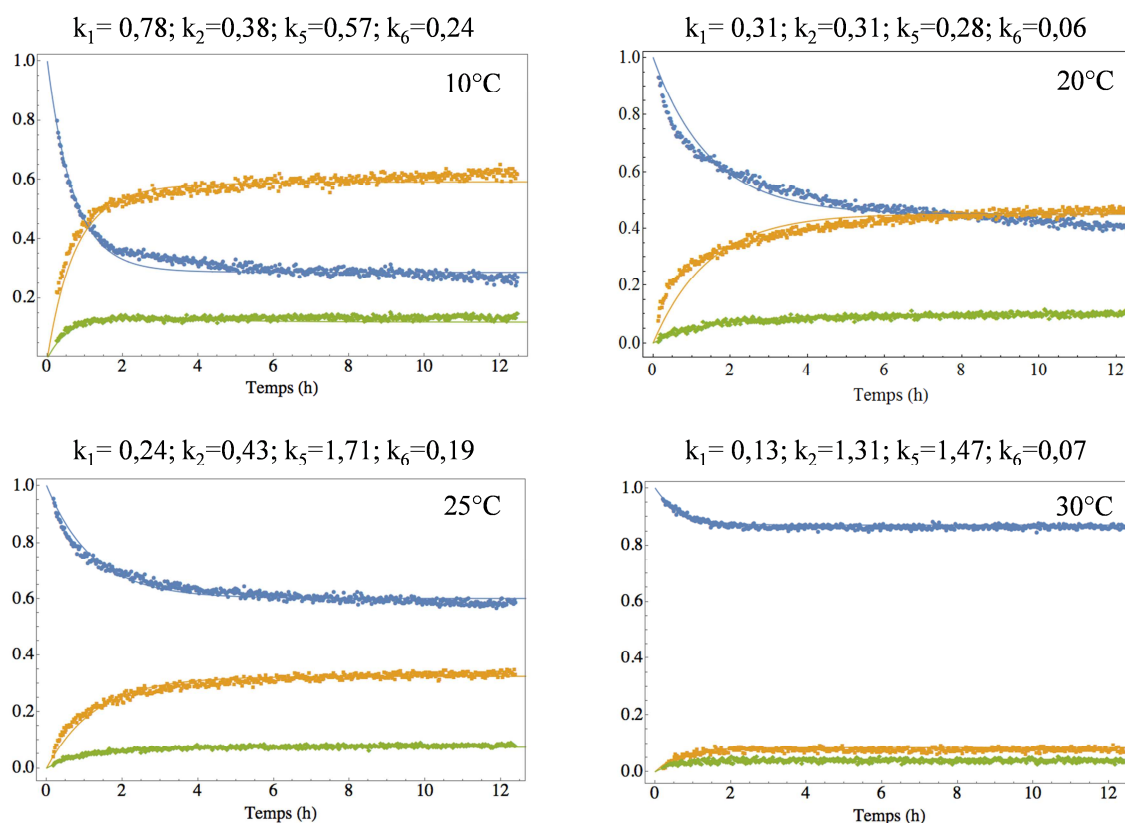 k₁= 0,78; k₂=0,38; k₅=0,57; k₆=0,24
10°C
1.0
0.8
0.6
0.4
0.2
0 2 4 6 8 10 12
Temps (h)
k₁= 0,31; k₂=0,31; k₅=0,28; k₆=0,06
20°C
1.0
0.8
0.6
0.4
0.2
0.0
0 2 4 6 8 10 12
Temps (h)
k₁= 0,24; k₂=0,43; k₅=1,71; k₆=0,19
25°C
1.0
0.8
0.6
0.4
0.2
0.0
0 2 4 6 8 10 12
Temps (h)
k₁= 0,13; k₂=1,31; k₅=1,47; k₆=0,07
30°C
1.0
0.8
0.6
0.4
0.2
0.0
0 2 4 6 8 10 12
Temps (h)